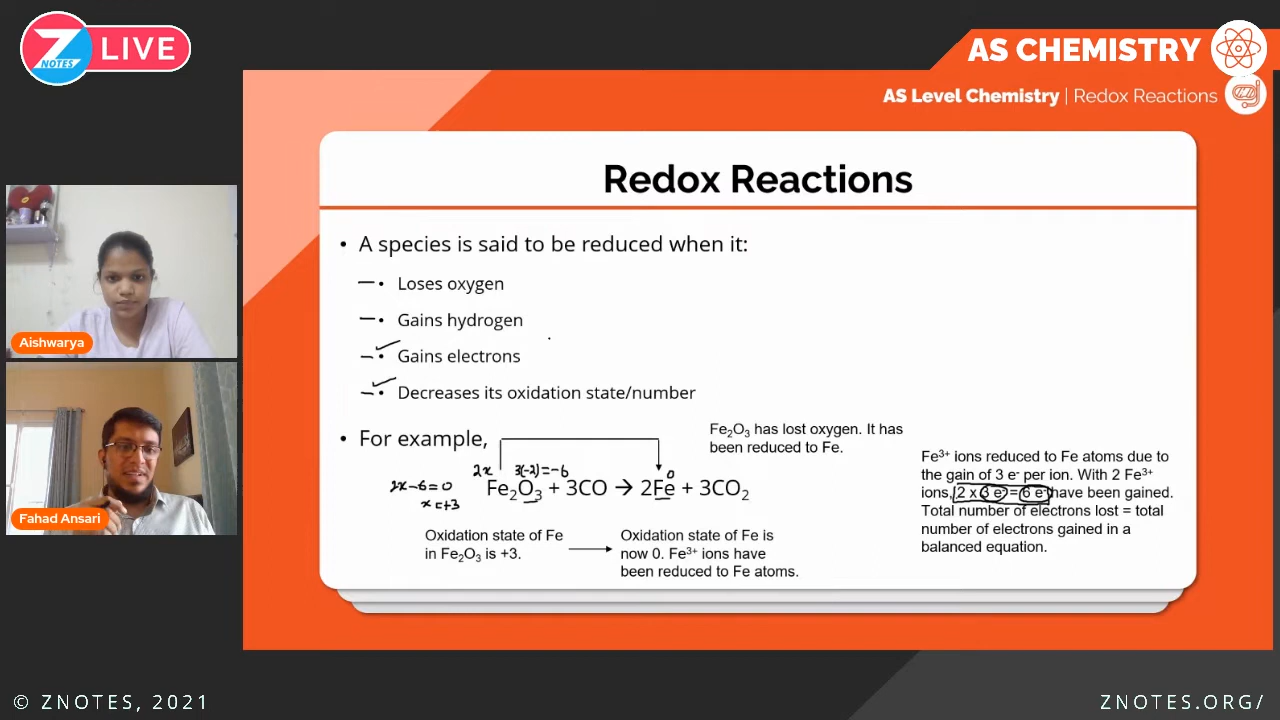 Z NOTES LIVE
AS CHEMISTRY
AS Level Chemistry | Redox Reactions
Redox Reactions
• A species is said to be reduced when it:
• Loses oxygen
• Gains hydrogen
• Gains electrons
• Decreases its oxidation state/number
• For example,
Fe₂O₃ has lost oxygen. It has
been reduced to Fe.
2x 3(-2)=-6 0
2x-6=0
x=+3
Fe₂O₃ + 3CO → 2Fe + 3CO₂
Oxidation state of Fe
in Fe₂O₃ is +3.
Oxidation state of Fe is
now 0. Fe³⁺ ions have
been reduced to Fe atoms.
Fe³⁺ ions reduced to Fe atoms due to
the gain of 3 e⁻ per ion. With 2 Fe³⁺
ions, 2 x 3 e⁻ = 6 e⁻ have been gained.
Total number of electrons lost = total
number of electrons gained in a
balanced equation.
Aishwarya
Fahad Ansari
© ZNOTES, 2021
ZNOTES.ORG/